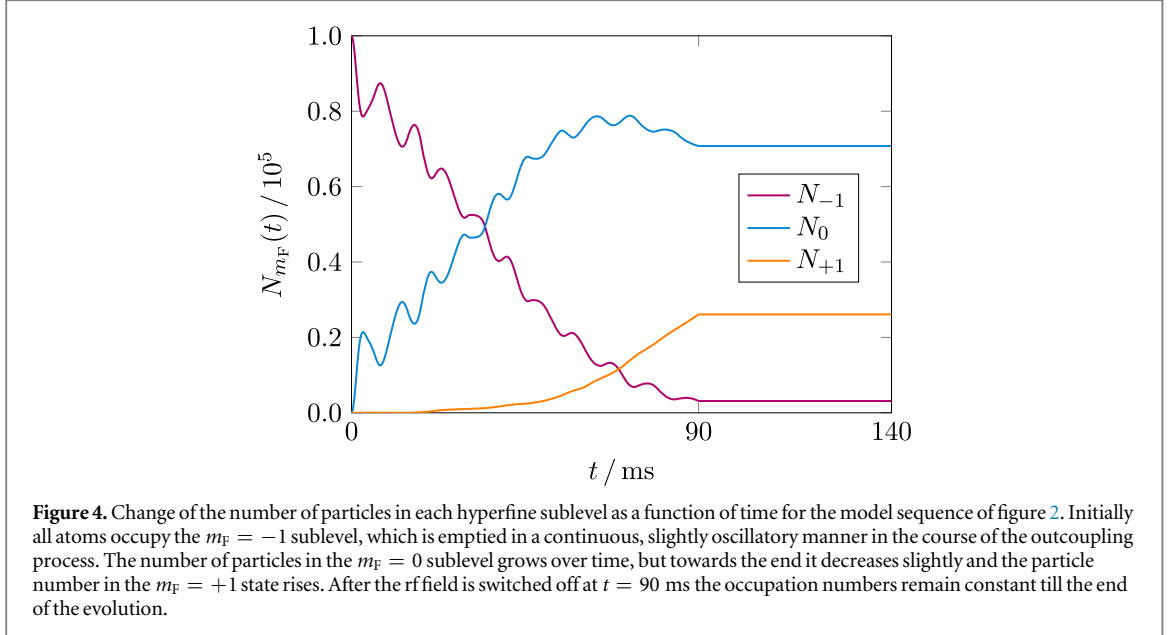 1.0
0.8
0.6
0.4
0.2
0.0
N_{m_F}(t) / 10^5
N_{-1}
N_0
N_{+1}
0 90 140
t / ms
Figure 4. Change of the number of particles in each hyperfine sublevel as a function of time for the model sequence of figure 2. Initially
all atoms occupy the m_F = −1 sublevel, which is emptied in a continuous, slightly oscillatory manner in the course of the outcoupling
process. The number of particles in the m_F = 0 sublevel grows over time, but towards the end it decreases slightly and the particle
number in the m_F = +1 state rises. After the rf field is switched off at t = 90 ms the occupation numbers remain constant till the end
of the evolution.